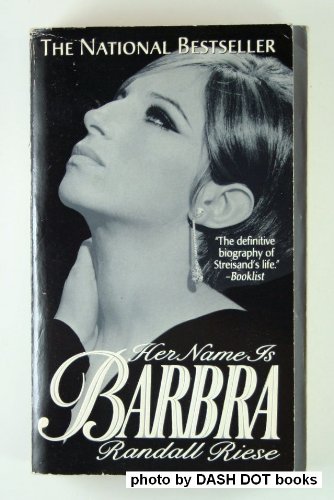 THE NATIONAL BESTSELLER
"The definitive
biography of
Streisand's life."
–Booklist
Her Name Is
BARBRA
Randall Riese
photo by DASH DOT books